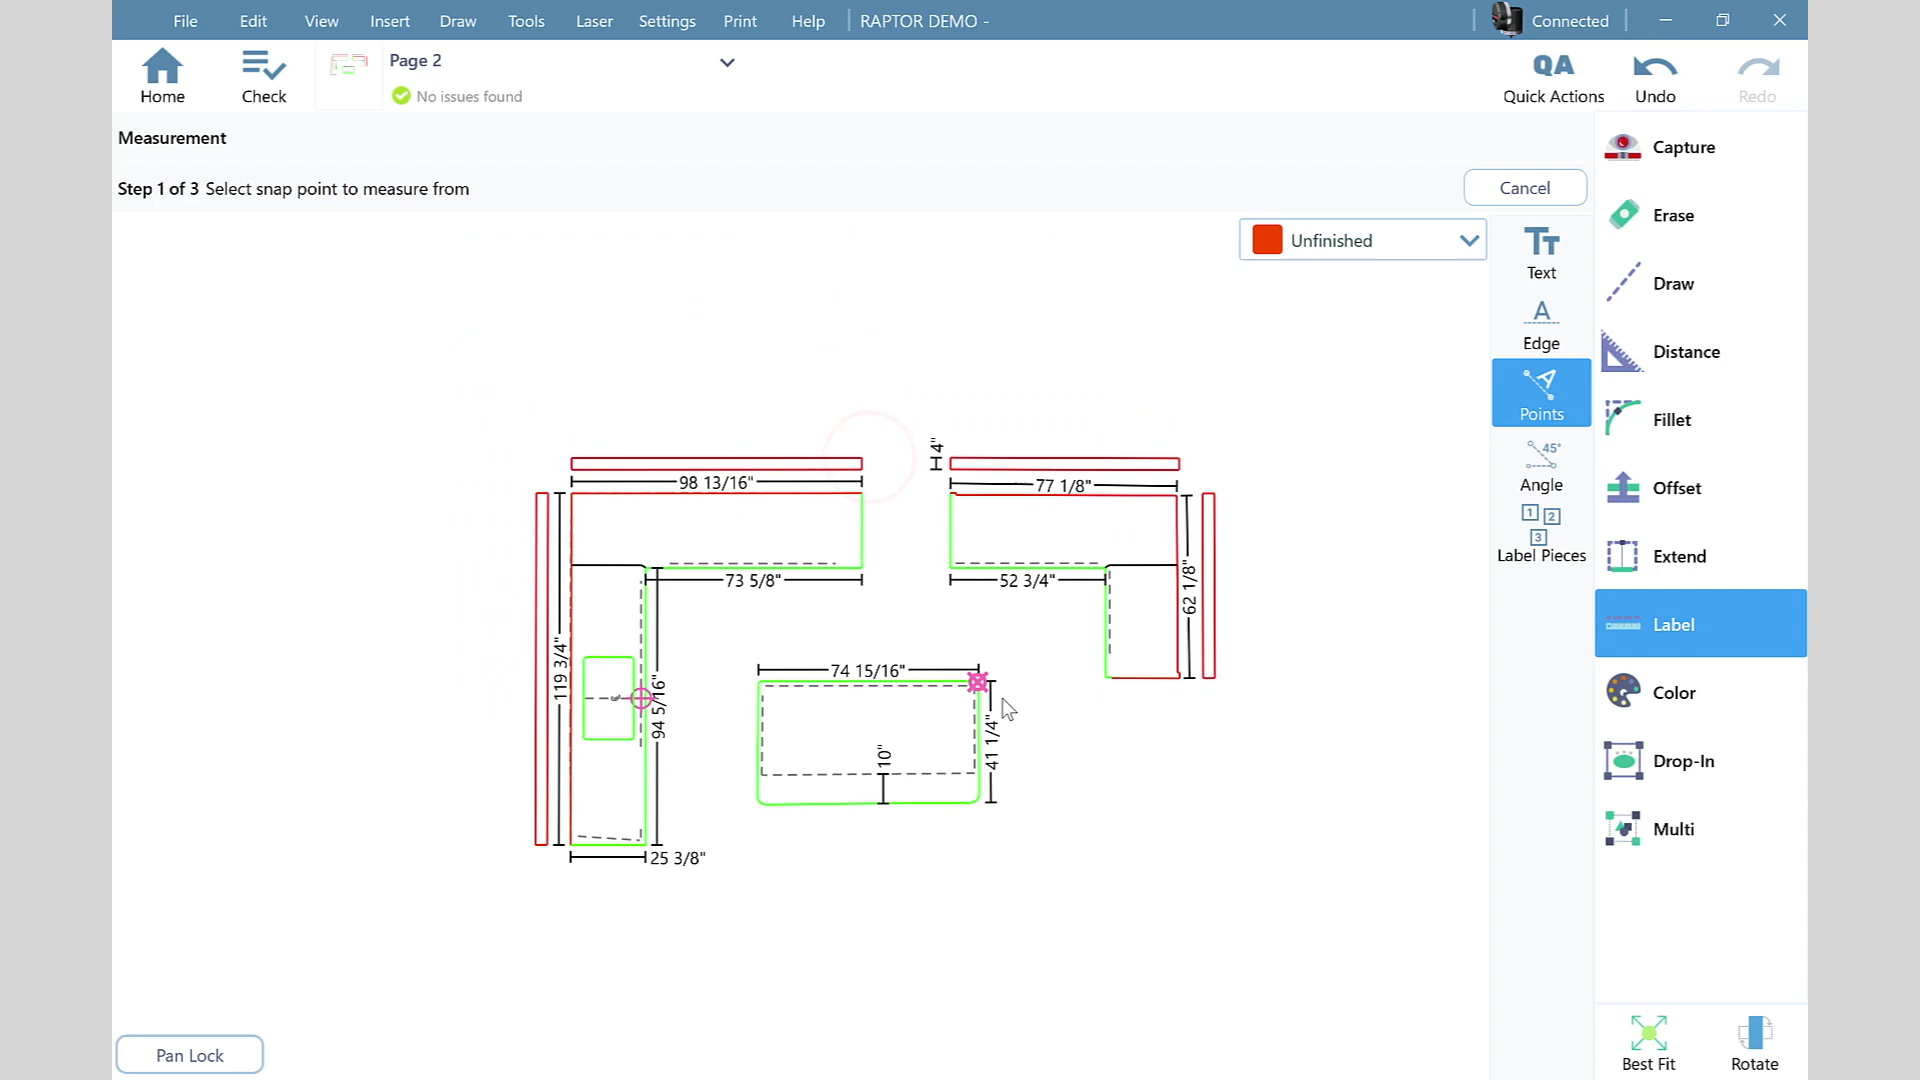 File Edit View Insert Draw Tools Laser Settings Print Help RAPTOR DEMO - Connected
Home
Check
Page 2
No issues found
QA
Quick Actions
Undo
Redo
Measurement
Step 1 of 3 Select snap point to measure from
Cancel
Unfinished
Text
Edge
Points
45°
Angle
1 2
3
Label Pieces
Capture
Erase
Draw
Distance
Fillet
Offset
Extend
Label
Color
Drop-In
Multi
4"
98 13/16"
77 1/8"
73 5/8"
52 3/4"
62 1/8"
119 3/4"
94 5/16"
74 15/16"
41 1/4"
10"
25 3/8"
Pan Lock
Best Fit
Rotate